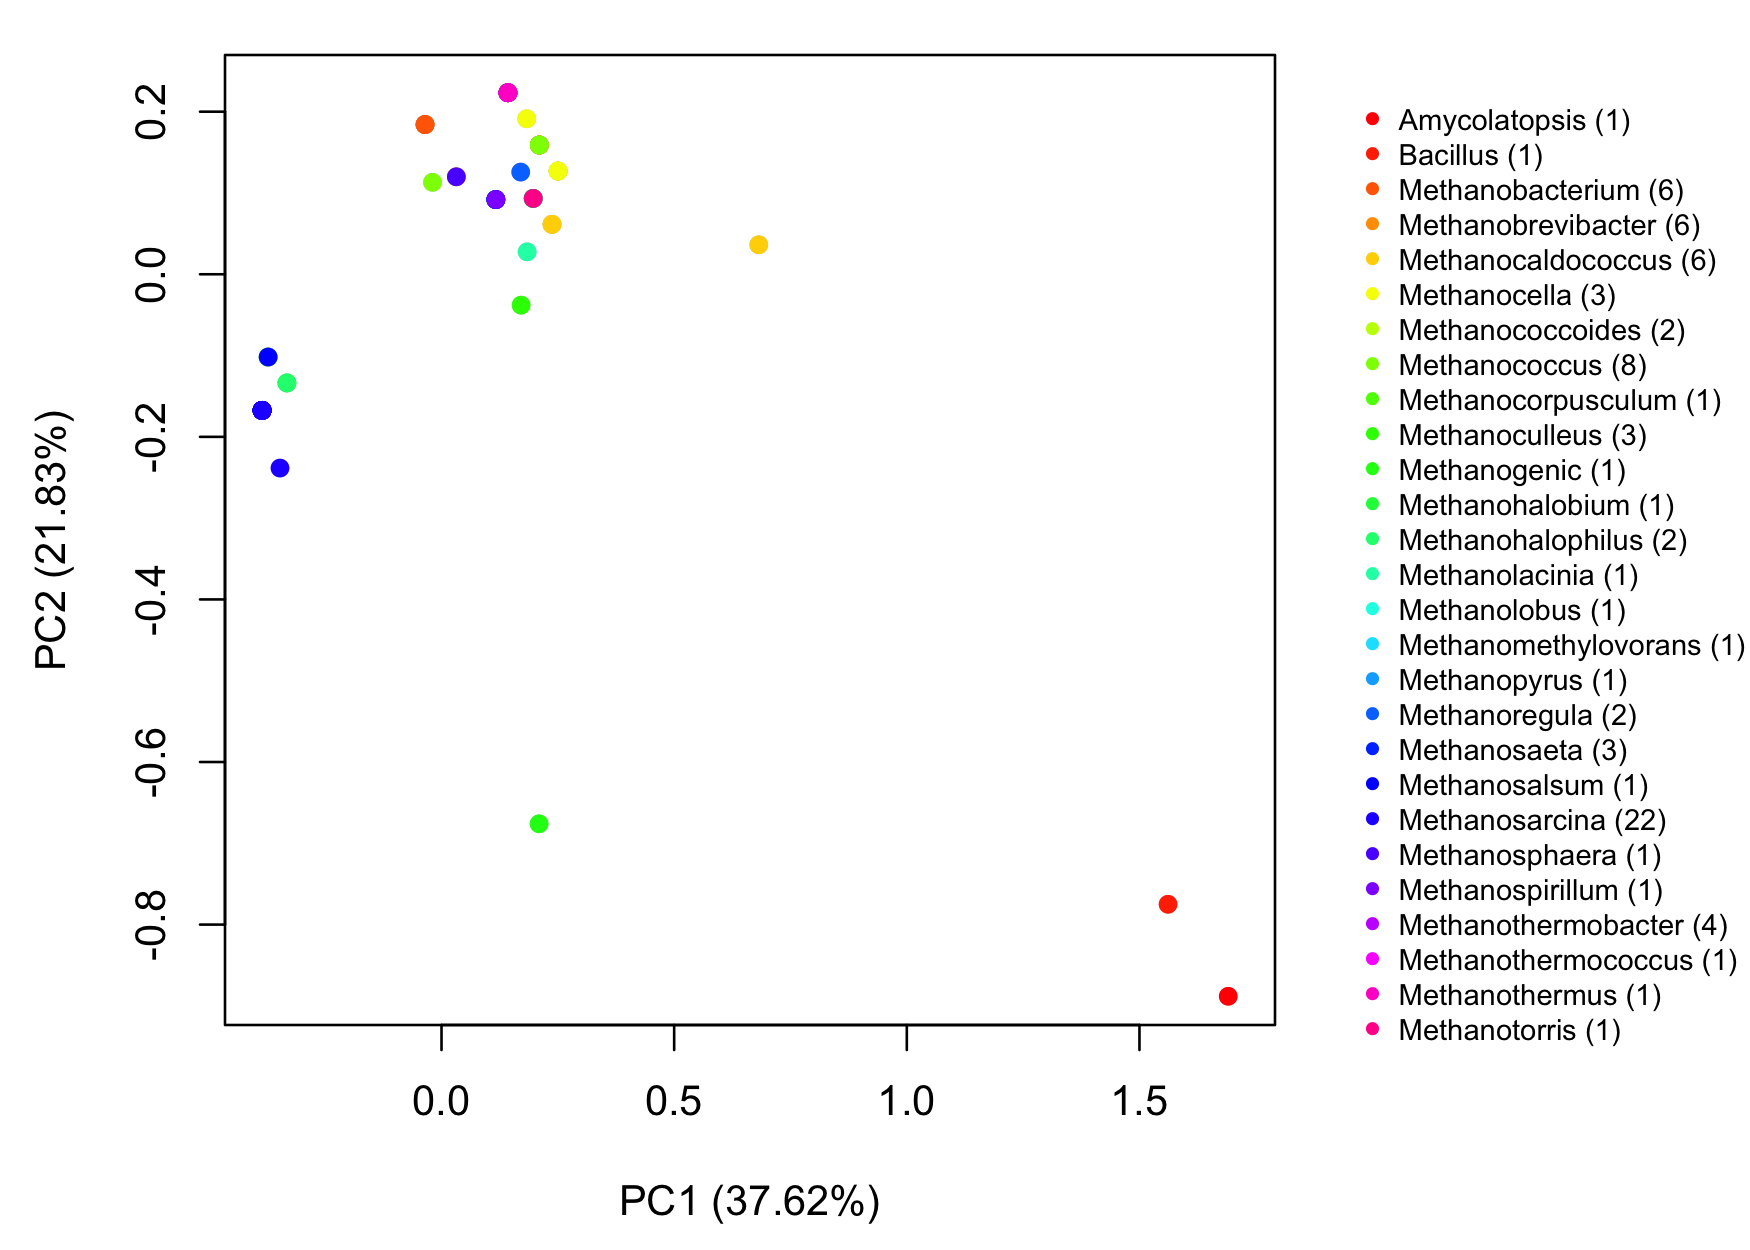 0.2
0.0
-0.2
-0.4
-0.6
-0.8
PC2 (21.83%)
0.0 0.5 1.0 1.5
PC1 (37.62%)
Amycolatopsis (1)
Bacillus (1)
Methanobacterium (6)
Methanobrevibacter (6)
Methanocaldococcus (6)
Methanocella (3)
Methanococcoides (2)
Methanococcus (8)
Methanocorpusculum (1)
Methanoculleus (3)
Methanogenic (1)
Methanohalobium (1)
Methanohalophilus (2)
Methanolacinia (1)
Methanolobus (1)
Methanomethylovorans (1)
Methanopyrus (1)
Methanoregula (2)
Methanosaeta (3)
Methanosalsum (1)
Methanosarcina (22)
Methanosphaera (1)
Methanospirillum (1)
Methanothermobacter (4)
Methanothermococcus (1)
Methanothermus (1)
Methanotorris (1)